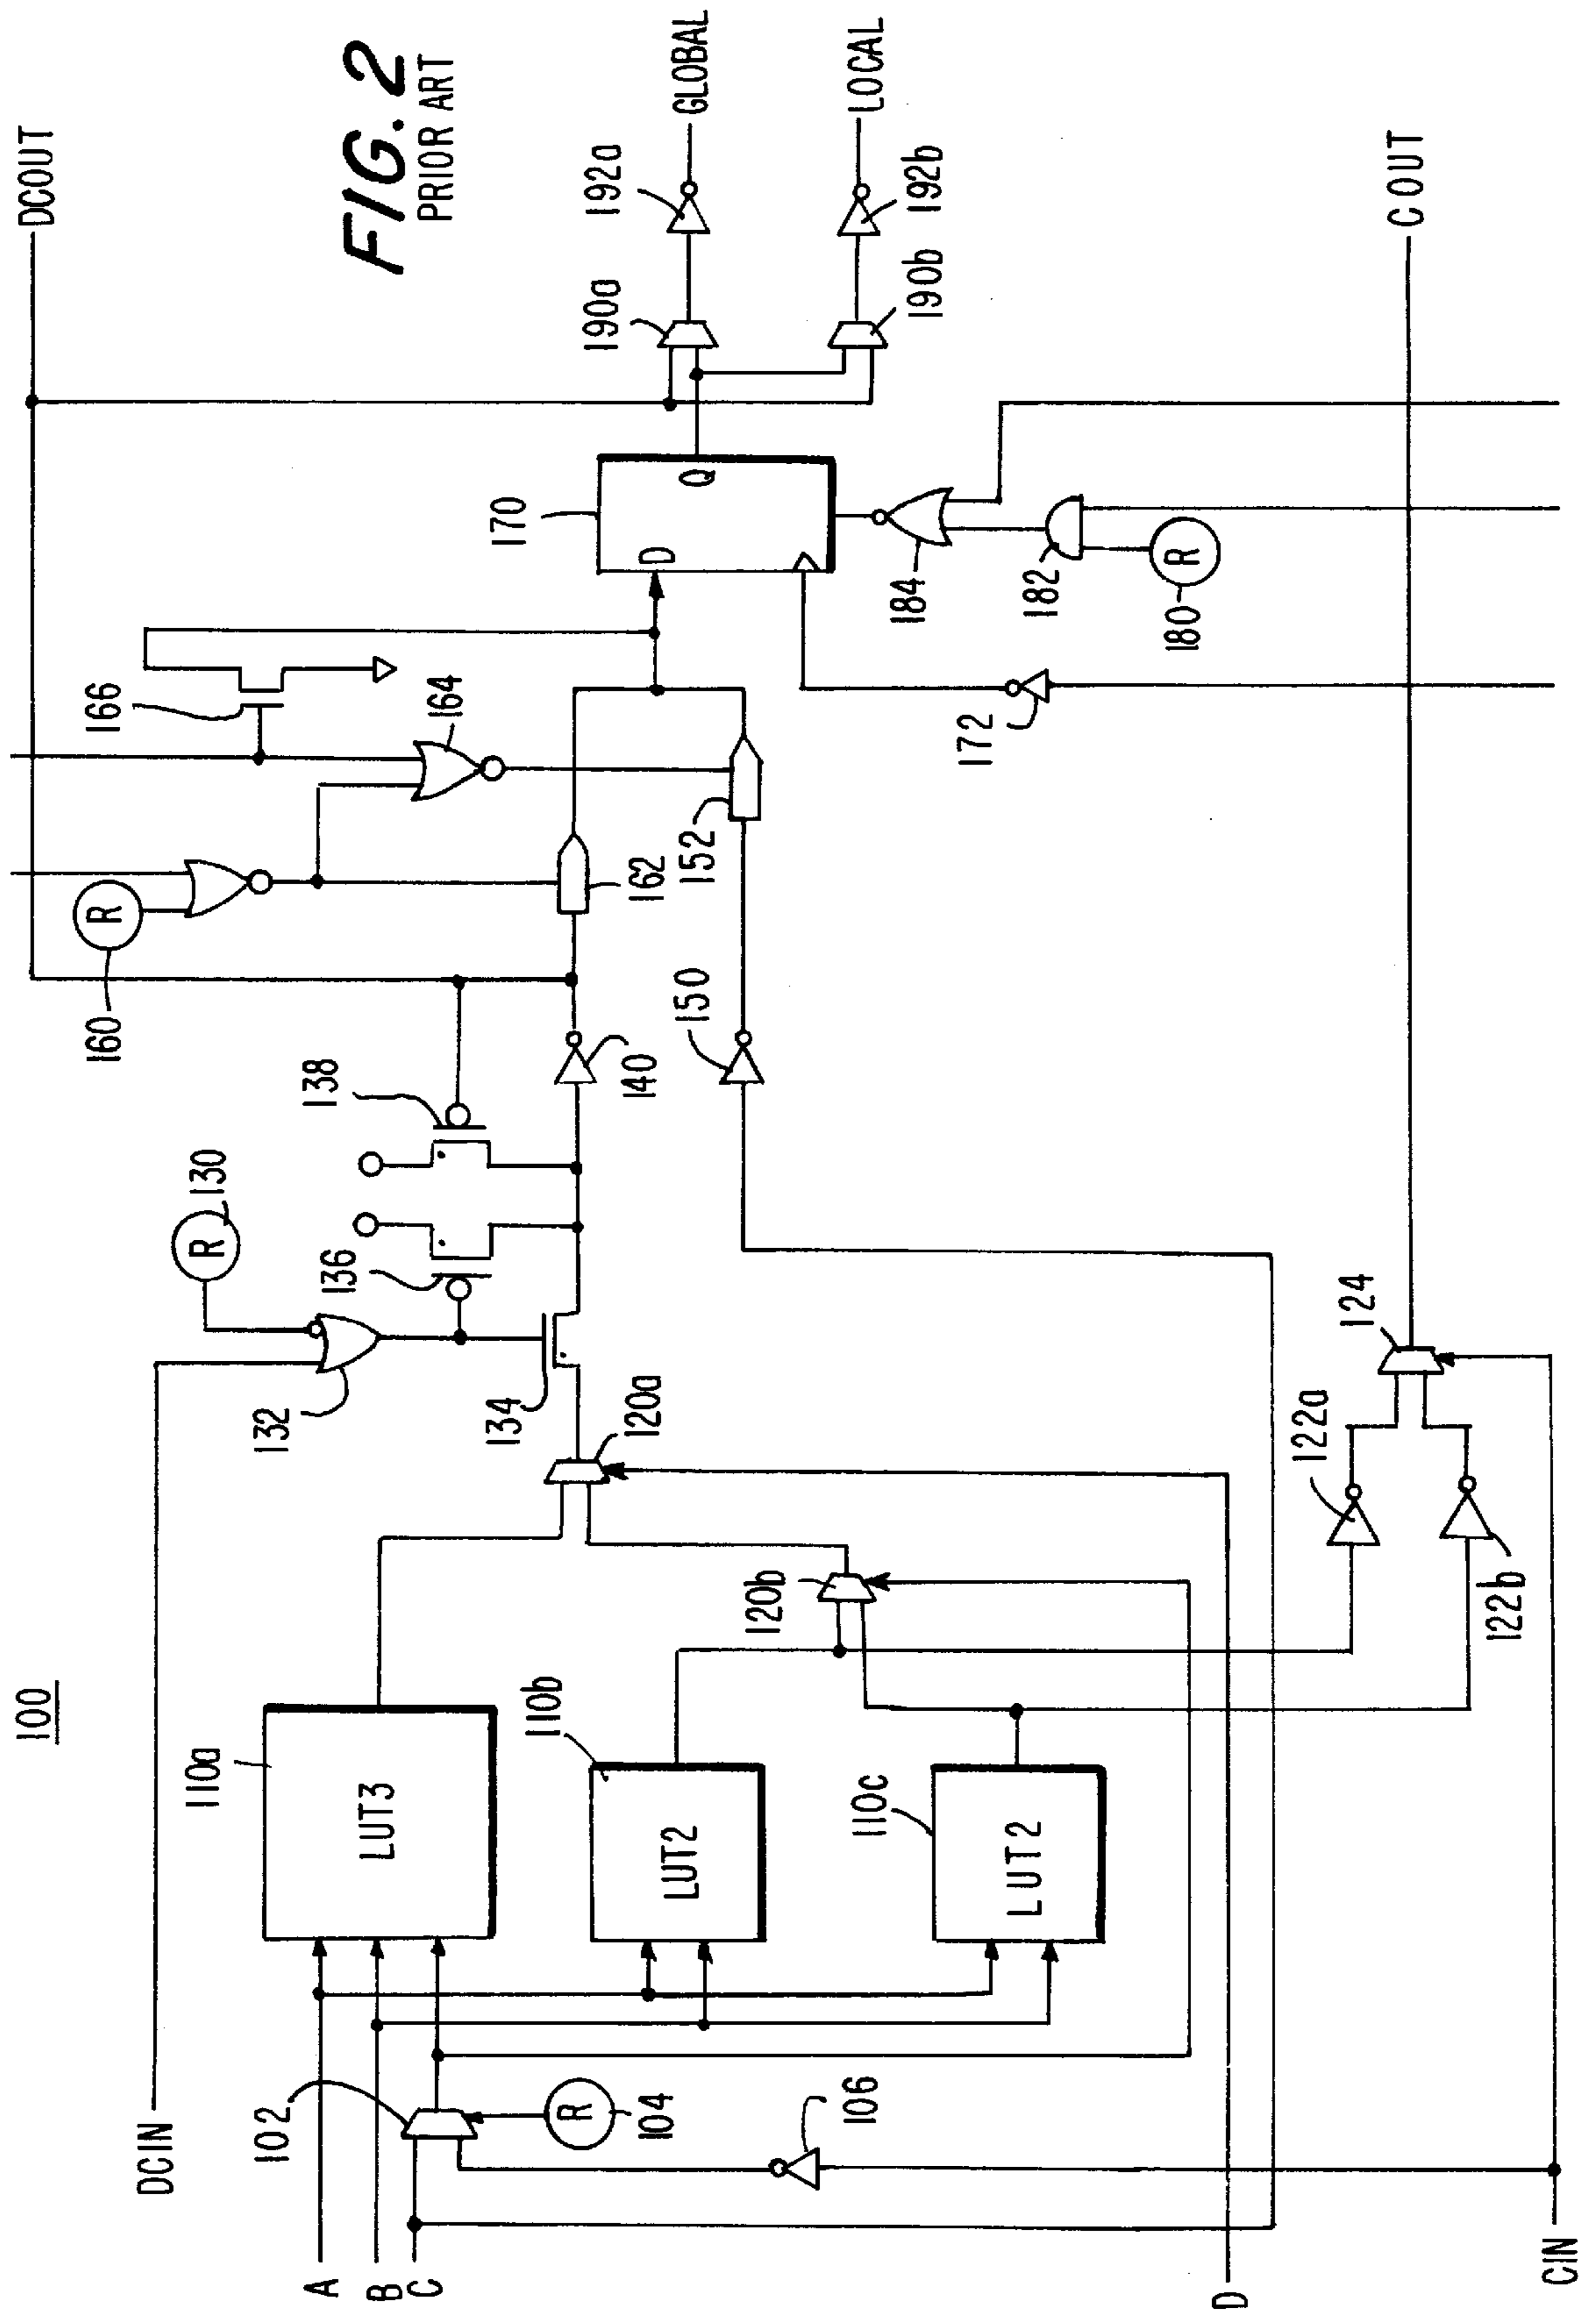 FIG. 2
PRIOR ART
100
DCIN
DCOUT
A
B
C
D
CIN
COUT
GLOBAL
LOCAL
102
R
104
106
110a
LUT3
110b
LUT2
110c
LUT2
120a
120b
122a
122b
124
R
130
132
134
136
138
140
150
152
R
160
162
164
166
D
Q
170
172
R
180
182
184
190a
190b
192a
192b